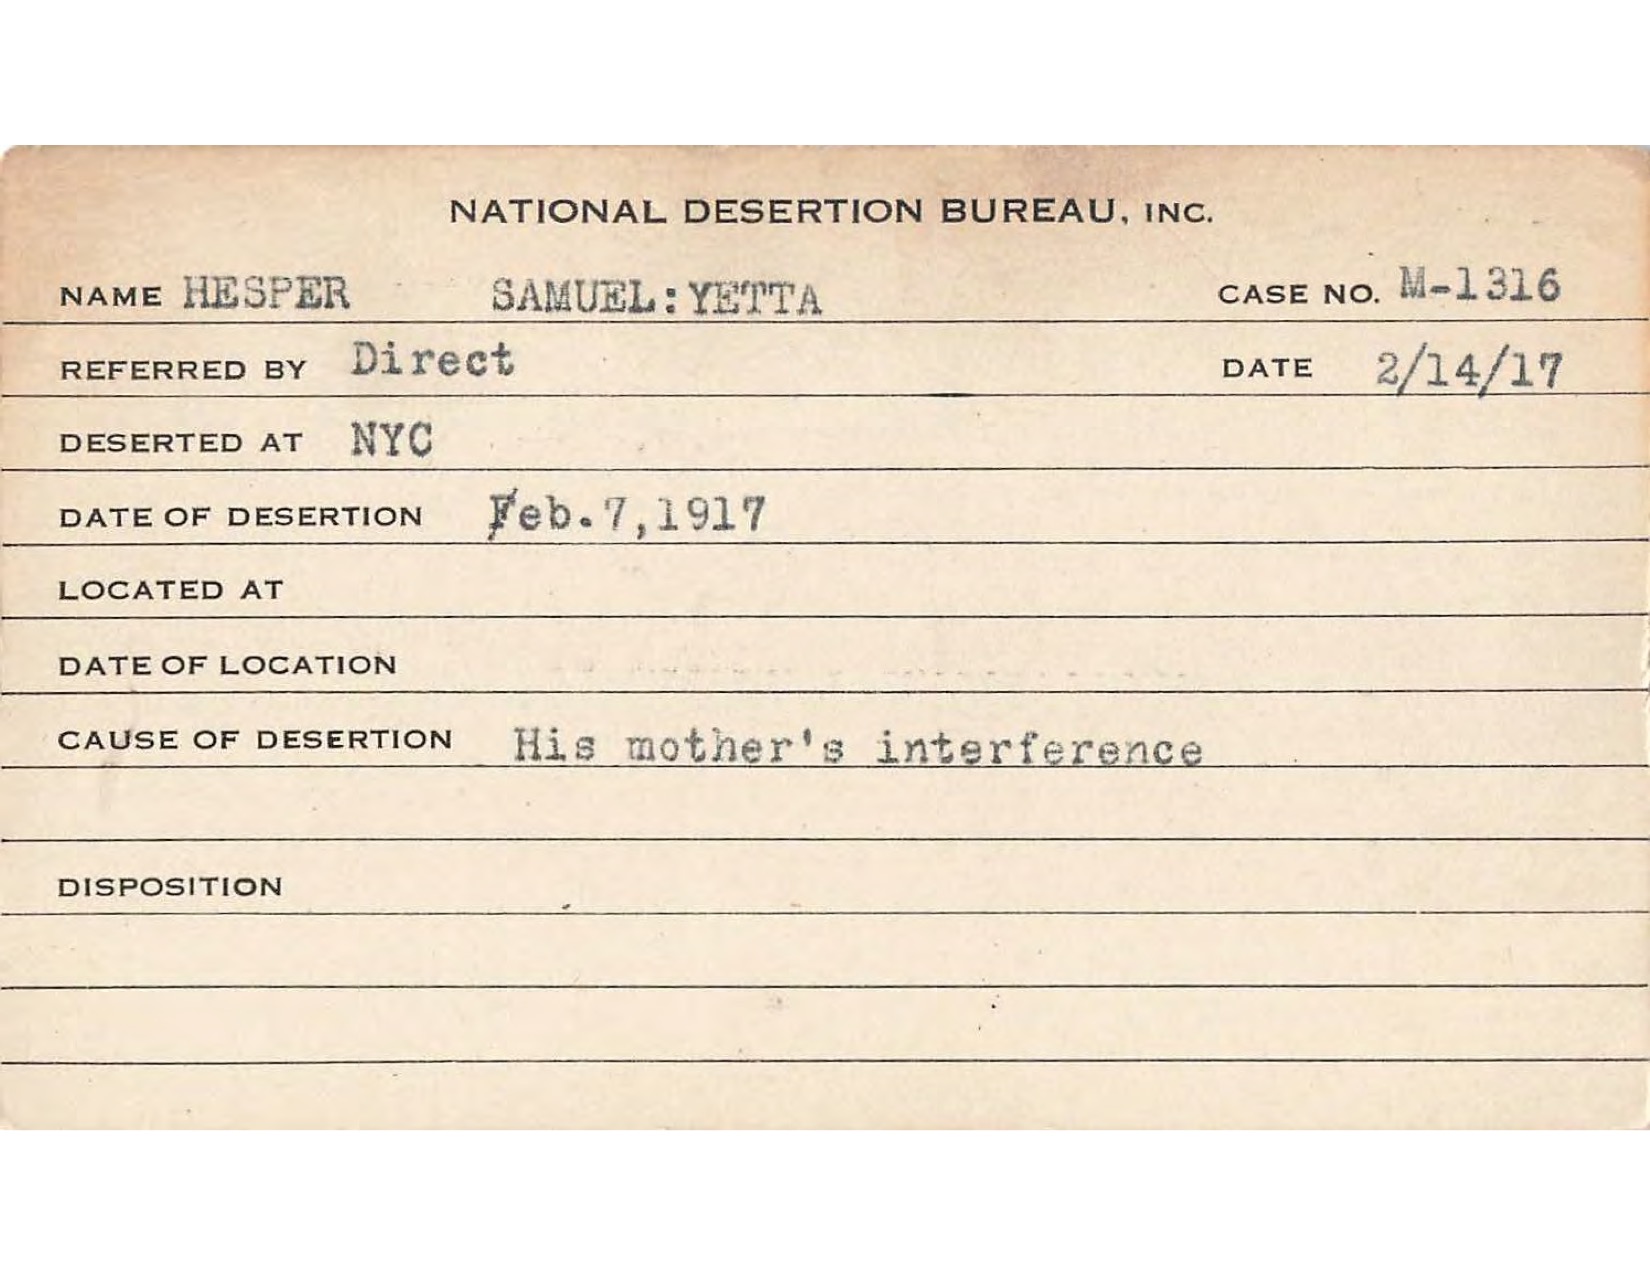 NATIONAL DESERTION BUREAU, INC.
NAME HESPER SAMUEL:YETTA CASE NO. M-1316
REFERRED BY Direct DATE 2/14/17
DESERTED AT NYC
DATE OF DESERTION Feb.7,1917
LOCATED AT
DATE OF LOCATION
CAUSE OF DESERTION His mother's interference
DISPOSITION